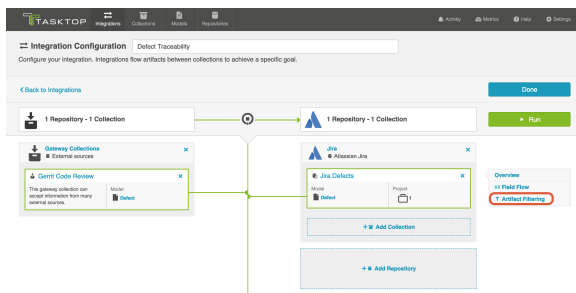 TASKTOP
Integrations
Collections
Models
Repositories
Activity
Metrics
Help
Settings
Integration Configuration
Defect Traceability
Configure your integration. Integrations flow artifacts between collections to achieve a specific goal.
Back to Integrations
Done
1 Repository - 1 Collection
1 Repository - 1 Collection
Run
Gateway Collections
External sources
Jira
Atlassian Jira
Gerrit Code Review
This gateway collection can
accept information from many
external sources.
Model
Defect
Jira Defects
Model
Defect
Project
1
Overview
Field Flow
Artifact Filtering
+ Add Collection
+ Add Repository